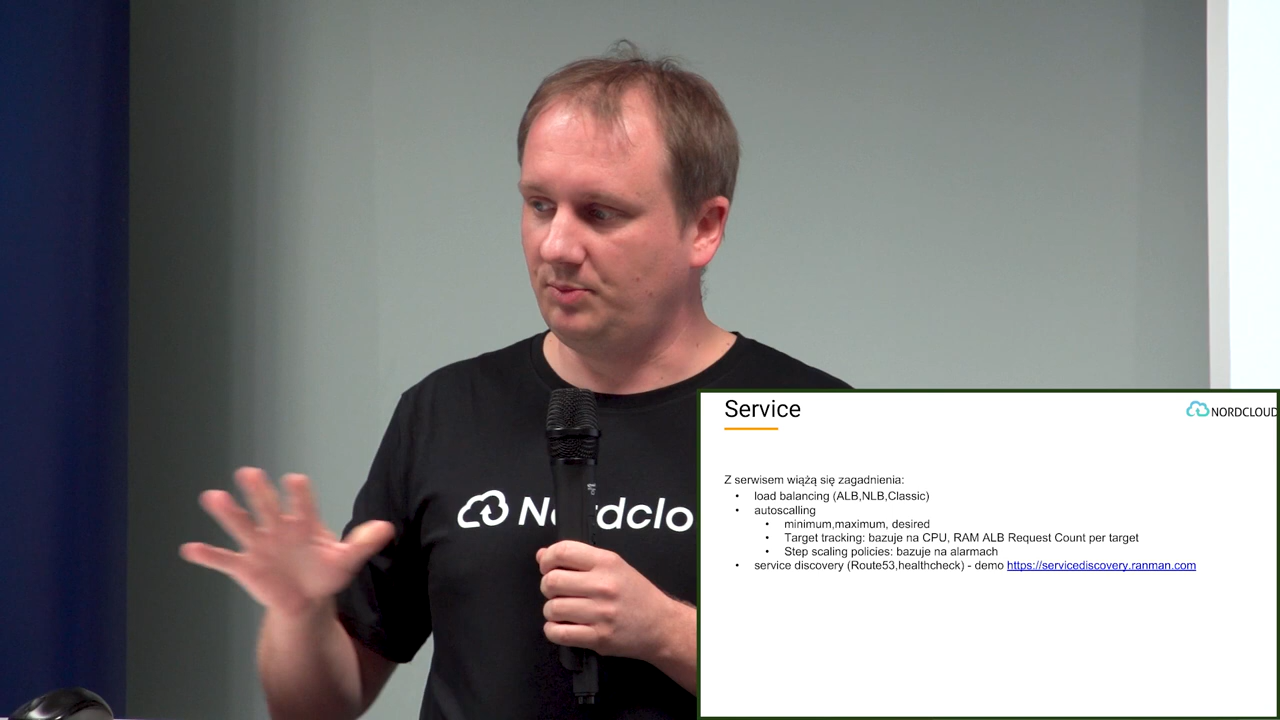 Nordclo
Service
NORDCLOUD
Z serwisem wiążą się zagadnienia:
• load balancing (ALB,NLB,Classic)
• autoscalling
• minimum,maximum, desired
• Target tracking: bazuje na CPU, RAM ALB Request Count per target
• Step scaling policies: bazuje na alarmach
• service discovery (Route53,healthcheck) - demo https://servicediscovery.ranman.com